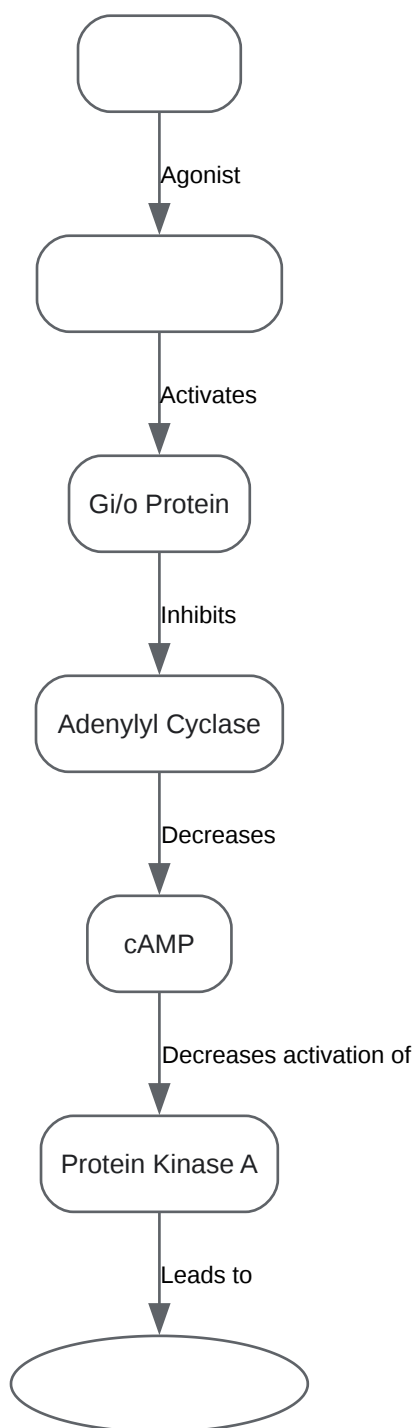 Agonist
Activates
Gi/o Protein
Inhibits
Adenylyl Cyclase
Decreases
cAMP
Decreases activation of
Protein Kinase A
Leads to